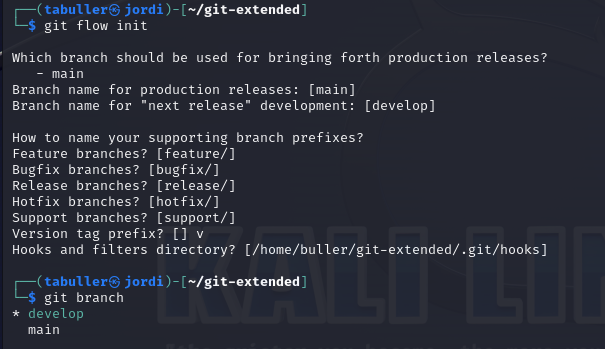 ┌──(tabuller㉿jordi)-[~/git-extended]
└─$ git flow init

Which branch should be used for bringing forth production releases?
   - main
Branch name for production releases: [main]
Branch name for "next release" development: [develop]

How to name your supporting branch prefixes?
Feature branches? [feature/]
Bugfix branches? [bugfix/]
Release branches? [release/]
Hotfix branches? [hotfix/]
Support branches? [support/]
Version tag prefix? [] v
Hooks and filters directory? [/home/buller/git-extended/.git/hooks]

┌──(tabuller㉿jordi)-[~/git-extended]
└─$ git branch
* develop
  main
KALI LIN